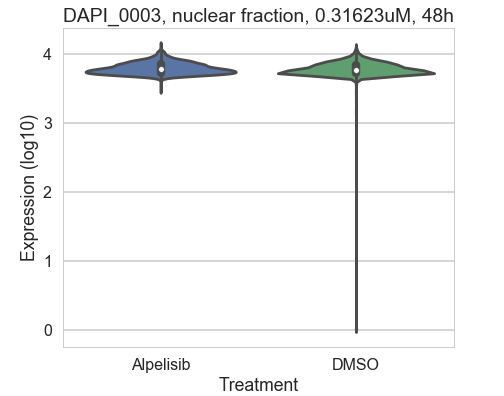 DAPI_0003, nuclear fraction, 0.31623uM, 48h
4
3
2
1
0
Expression (log10)
Alpelisib
DMSO
Treatment